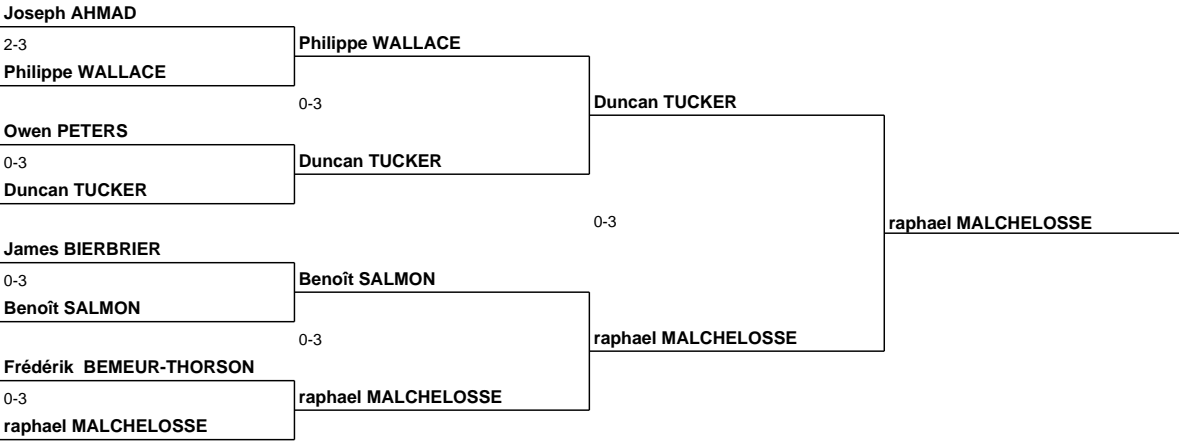 Joseph AHMAD
2-3
Philippe WALLACE
Philippe WALLACE
0-3
Duncan TUCKER
Owen PETERS
0-3
Duncan TUCKER
Duncan TUCKER
0-3
raphael MALCHELOSSE
James BIERBRIER
0-3
Benoît SALMON
Benoît SALMON
0-3
raphael MALCHELOSSE
Frédérik  BEMEUR-THORSON
0-3
raphael MALCHELOSSE
raphael MALCHELOSSE